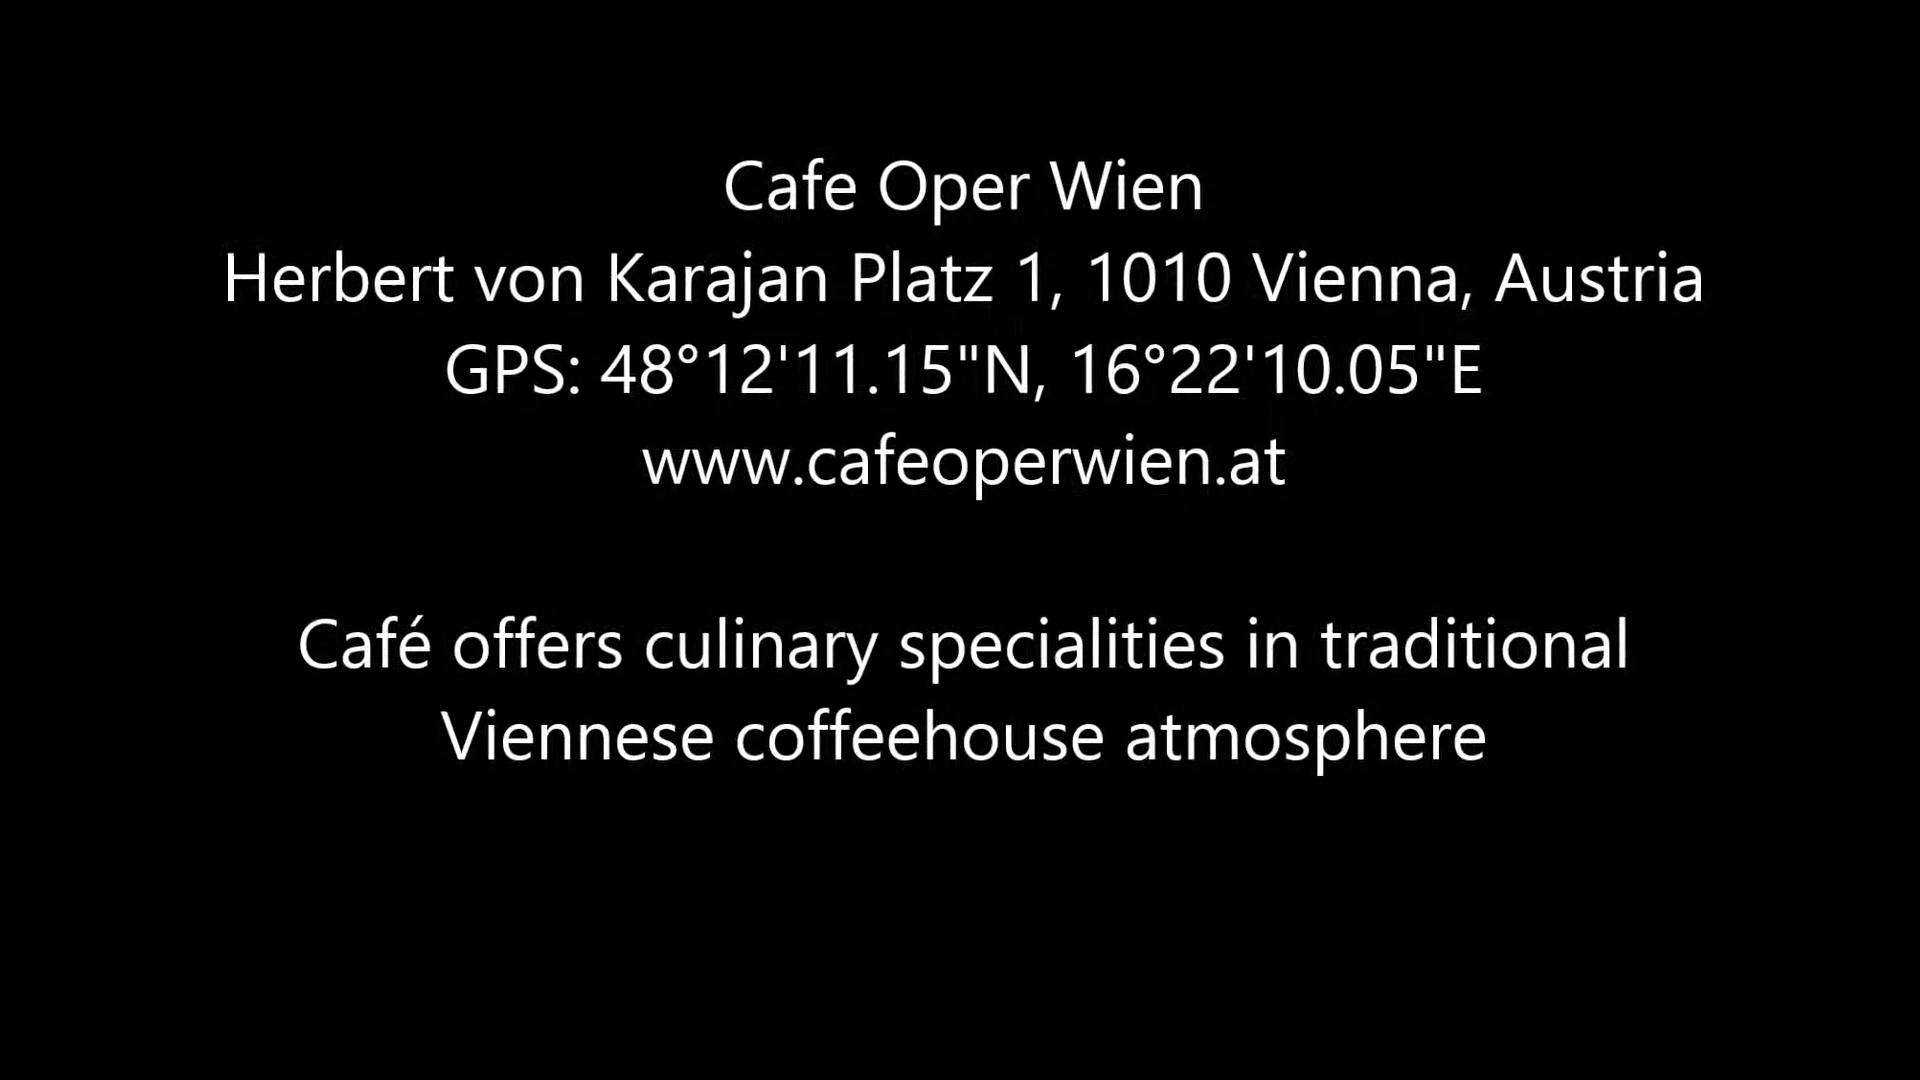 Cafe Oper Wien
Herbert von Karajan Platz 1, 1010 Vienna, Austria
GPS: 48°12'11.15"N, 16°22'10.05"E
www.cafeoperwien.at
Café offers culinary specialities in traditional
Viennese coffeehouse atmosphere